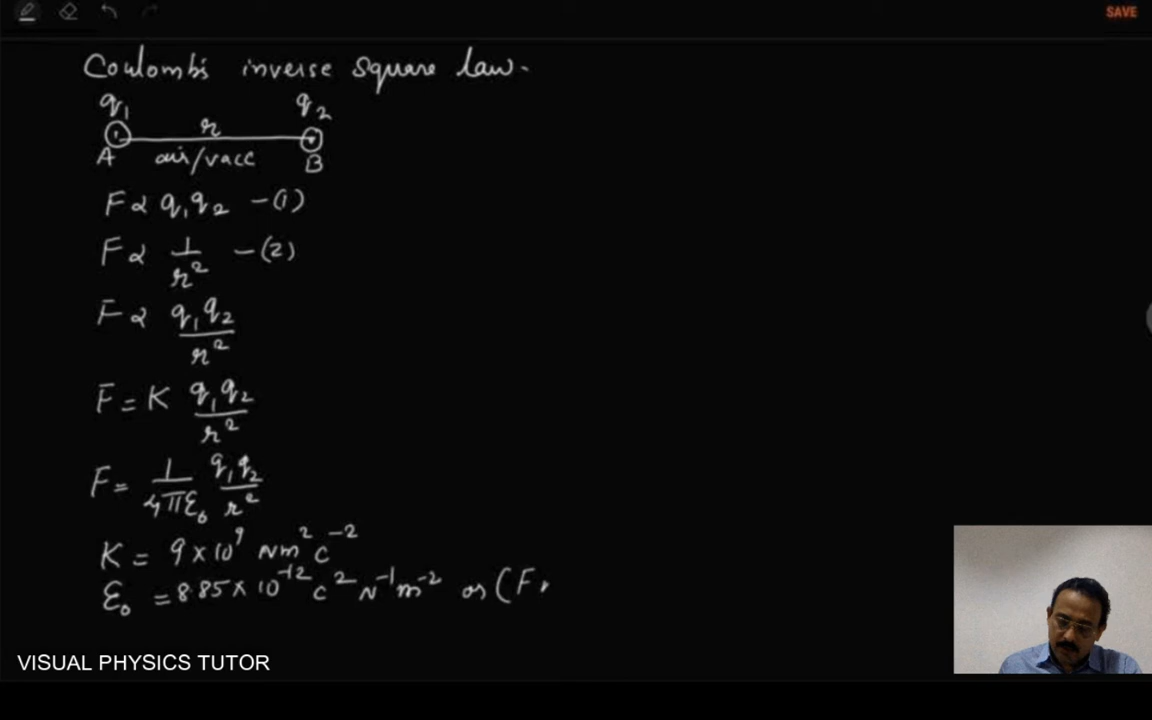 SAVE
Coulomb's inverse square law.
q₁ q₂
r
A air/vacc B
F ∝ q₁q₂ -(1)
F ∝ 1/r² -(2)
F ∝ q₁q₂/r²
F = K q₁q₂/r²
F = 1/4πε₀ q₁q₂/r²
K = 9 × 10⁹ Nm²C⁻²
ε₀ = 8.85 × 10⁻¹² C² N⁻¹ m⁻² or (F
VISUAL PHYSICS TUTOR